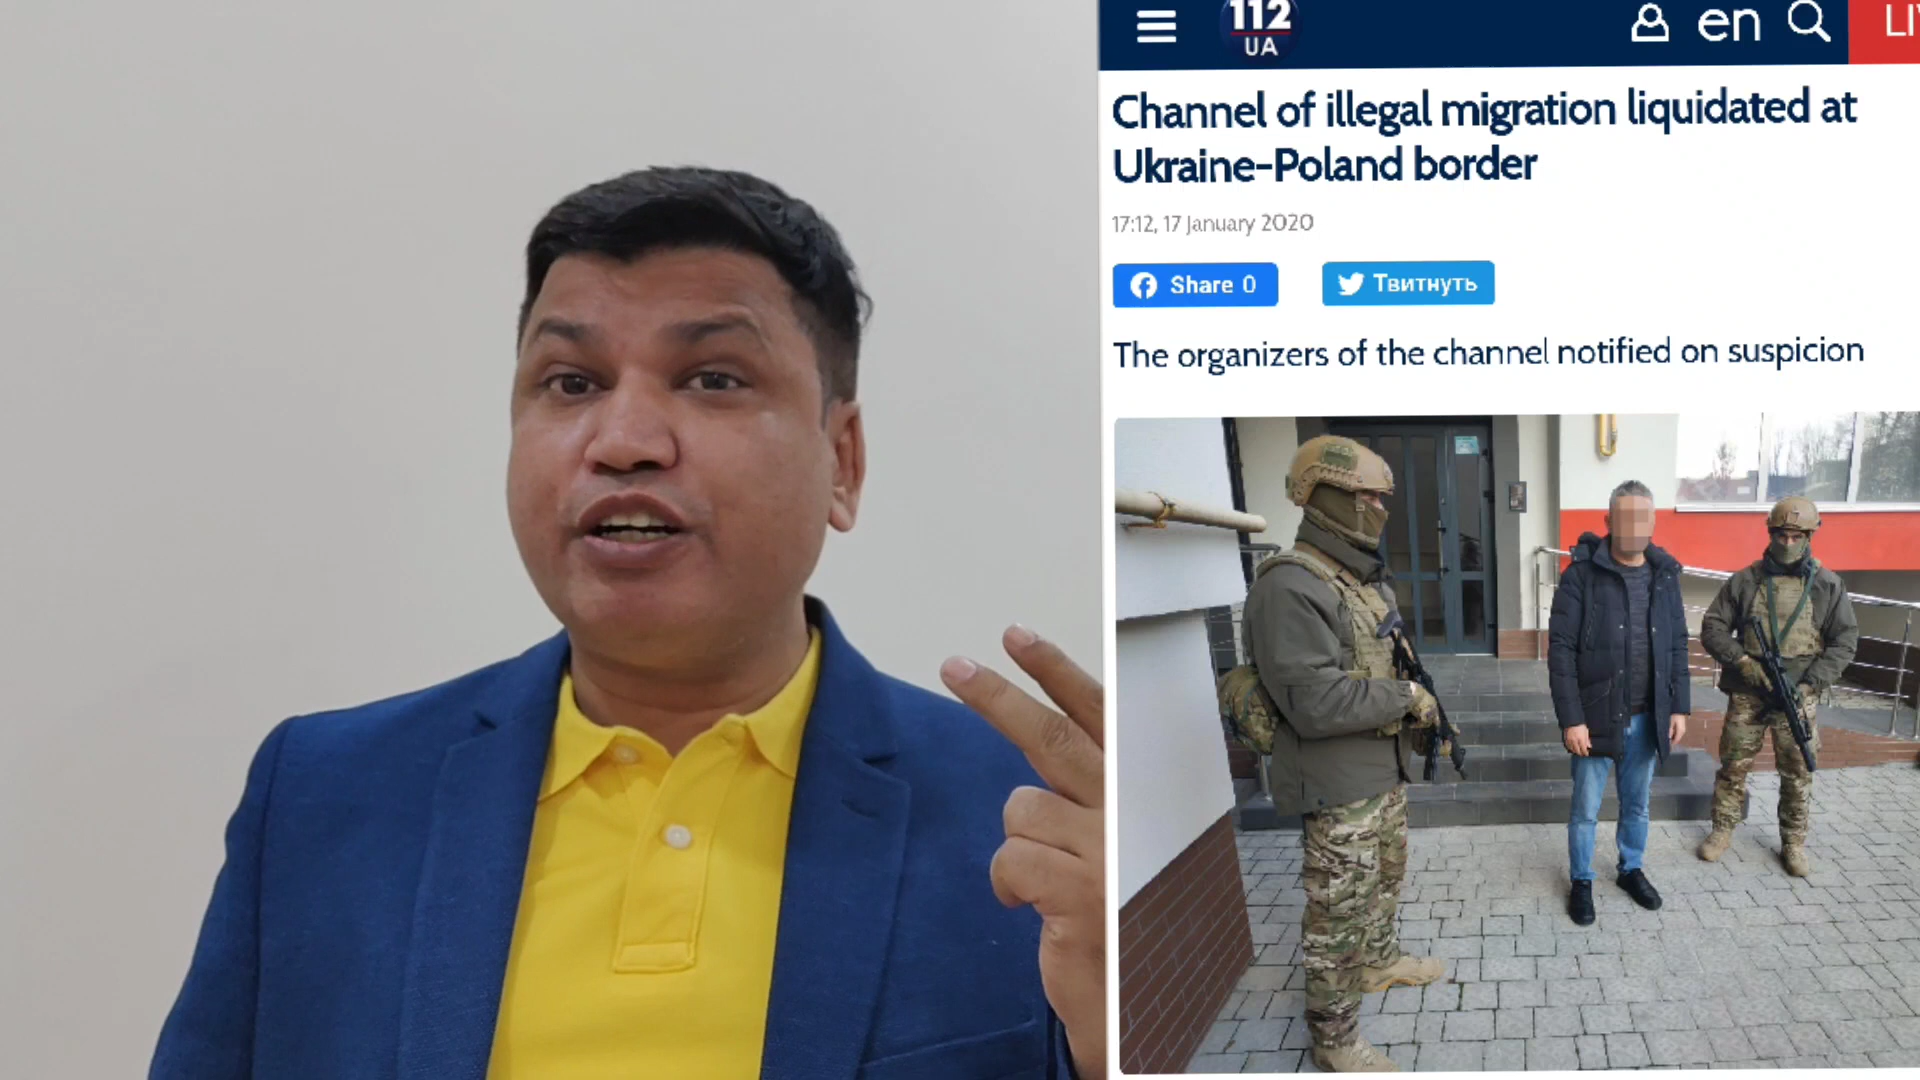 112
UA
en
Channel of illegal migration liquidated at
Ukraine-Poland border
17:12, 17 January 2020
Share 0
Твитнуть
The organizers of the channel notified on suspicion